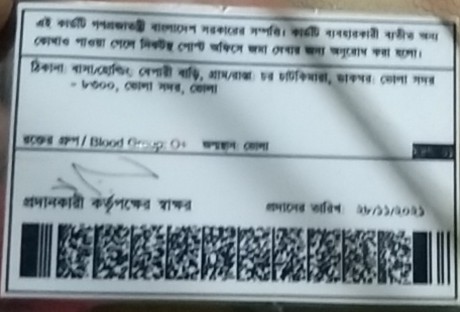 এই কার্ডটি গণপ্রজাতন্ত্রী বাংলাদেশ সরকারের সম্পত্তি। কার্ডটি ব্যবহারকারী ব্যতীত অন্য
কোথাও পাওয়া গেলে নিকটস্থ পোস্ট অফিসে জমা দেবার জন্য অনুরোধ করা হলো।
ঠিকানা: বাসা/হোল্ডিং: বেপারী বাড়ি, গ্রাম/রাস্তা: চর চটকিমারা, ডাকঘর: ভোলা সদর
- ৮৩০০, ভোলা সদর, ভোলা
রক্তের গ্রুপ / Blood Group: O+ জন্মস্থান: ভোলা
প্রদানকারী কর্তৃপক্ষের স্বাক্ষর প্রদানের তারিখ: ২৮/১১/২০২১